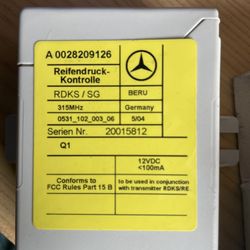 A 0028209126
Reifendruck-
Kontrolle
RDKS / SG
BERU
315MHz
Germany
0531_102_003_06
5/04
Serien Nr. 20015812
Q1
12VDC
<100mA
Conforms to
FCC Rules Part 15 B
to be used in conjunction
with transmitter RDKS/RE